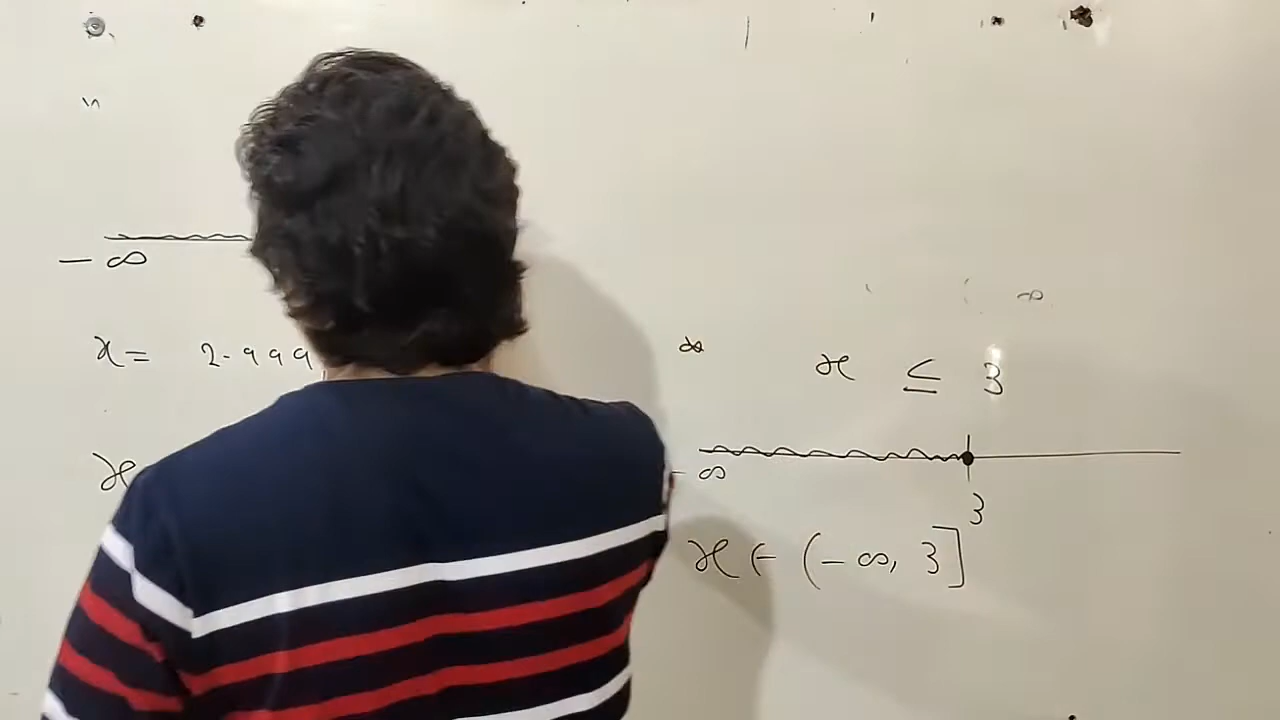 - ∞
x = 2.999
x
∞
x ≤ 3
- ∞
3
x ∈ (-∞, 3]